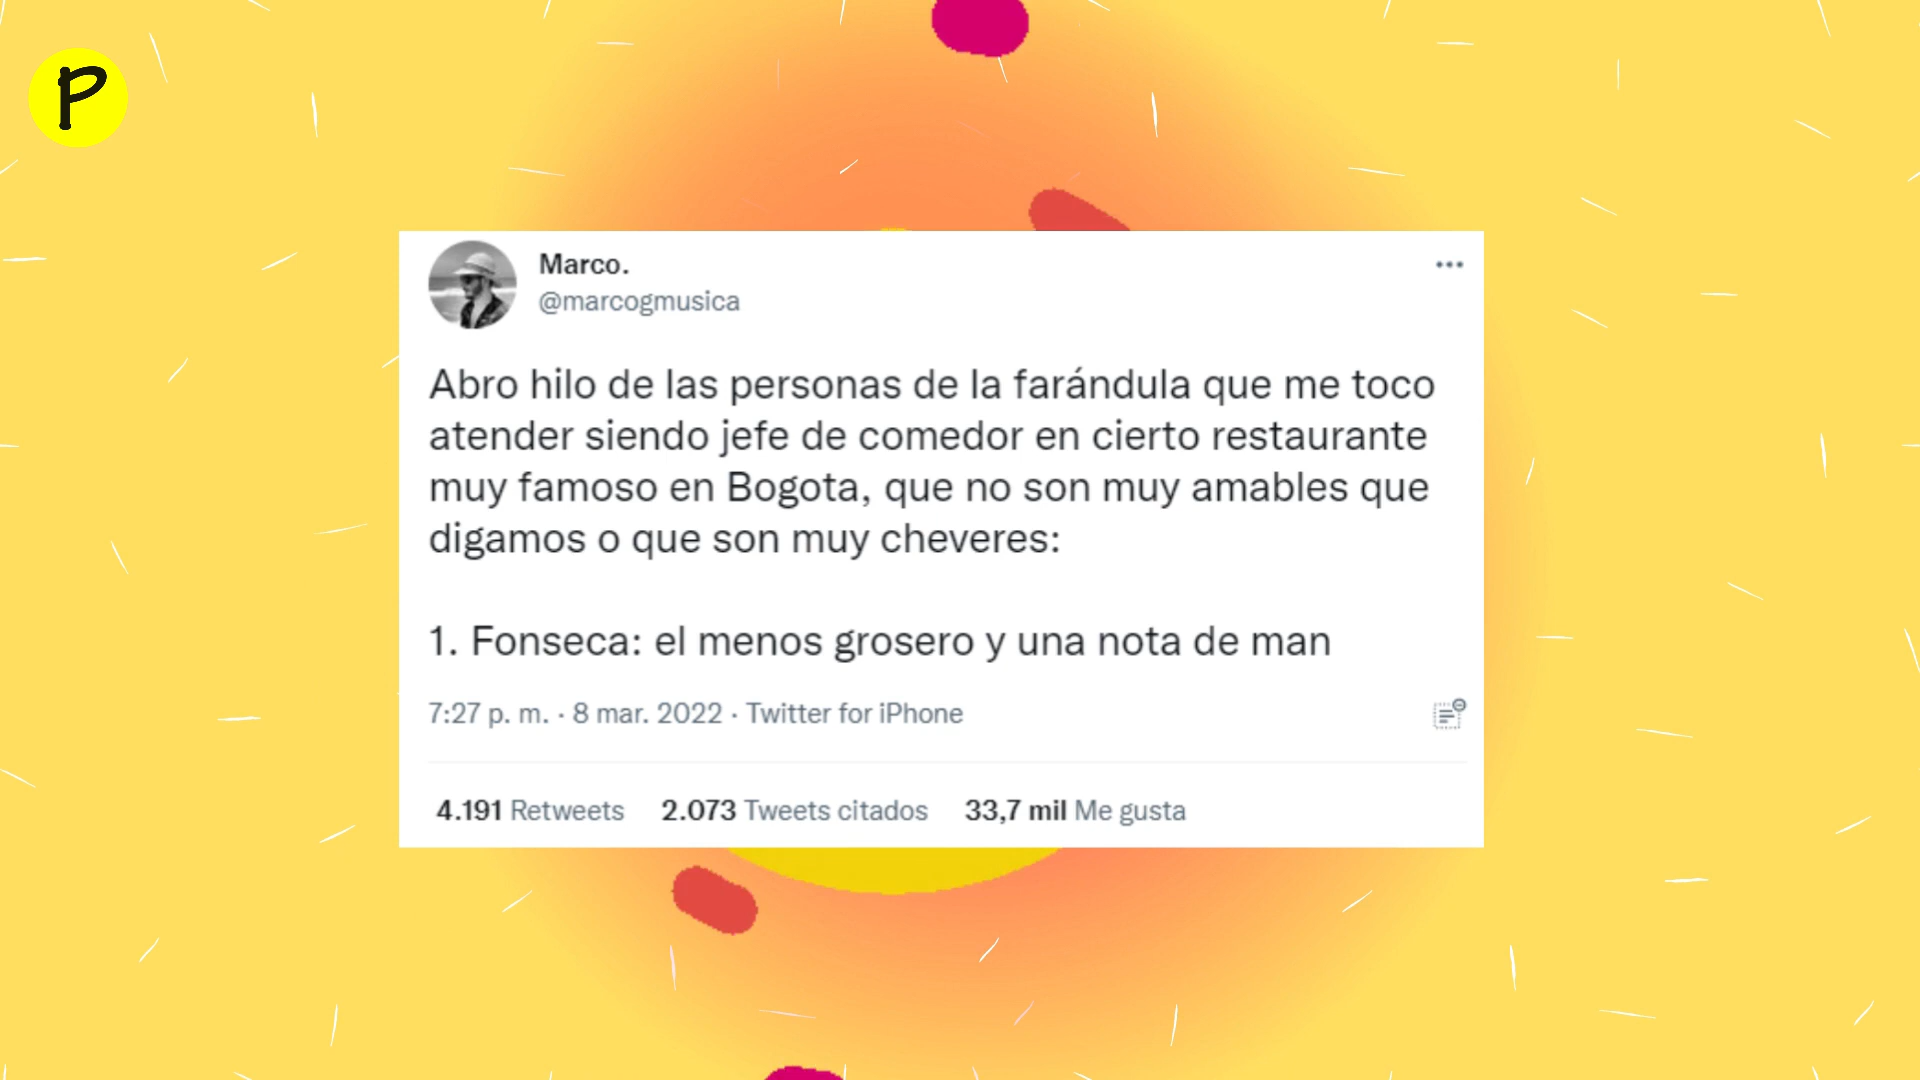 P
Marco.
@marcogmusica
Abro hilo de las personas de la farándula que me toco
atender siendo jefe de comedor en cierto restaurante
muy famoso en Bogota, que no son muy amables que
digamos o que son muy cheveres:
1. Fonseca: el menos grosero y una nota de man
7:27 p. m. · 8 mar. 2022 · Twitter for iPhone
4.191 Retweets 2.073 Tweets citados 33,7 mil Me gusta